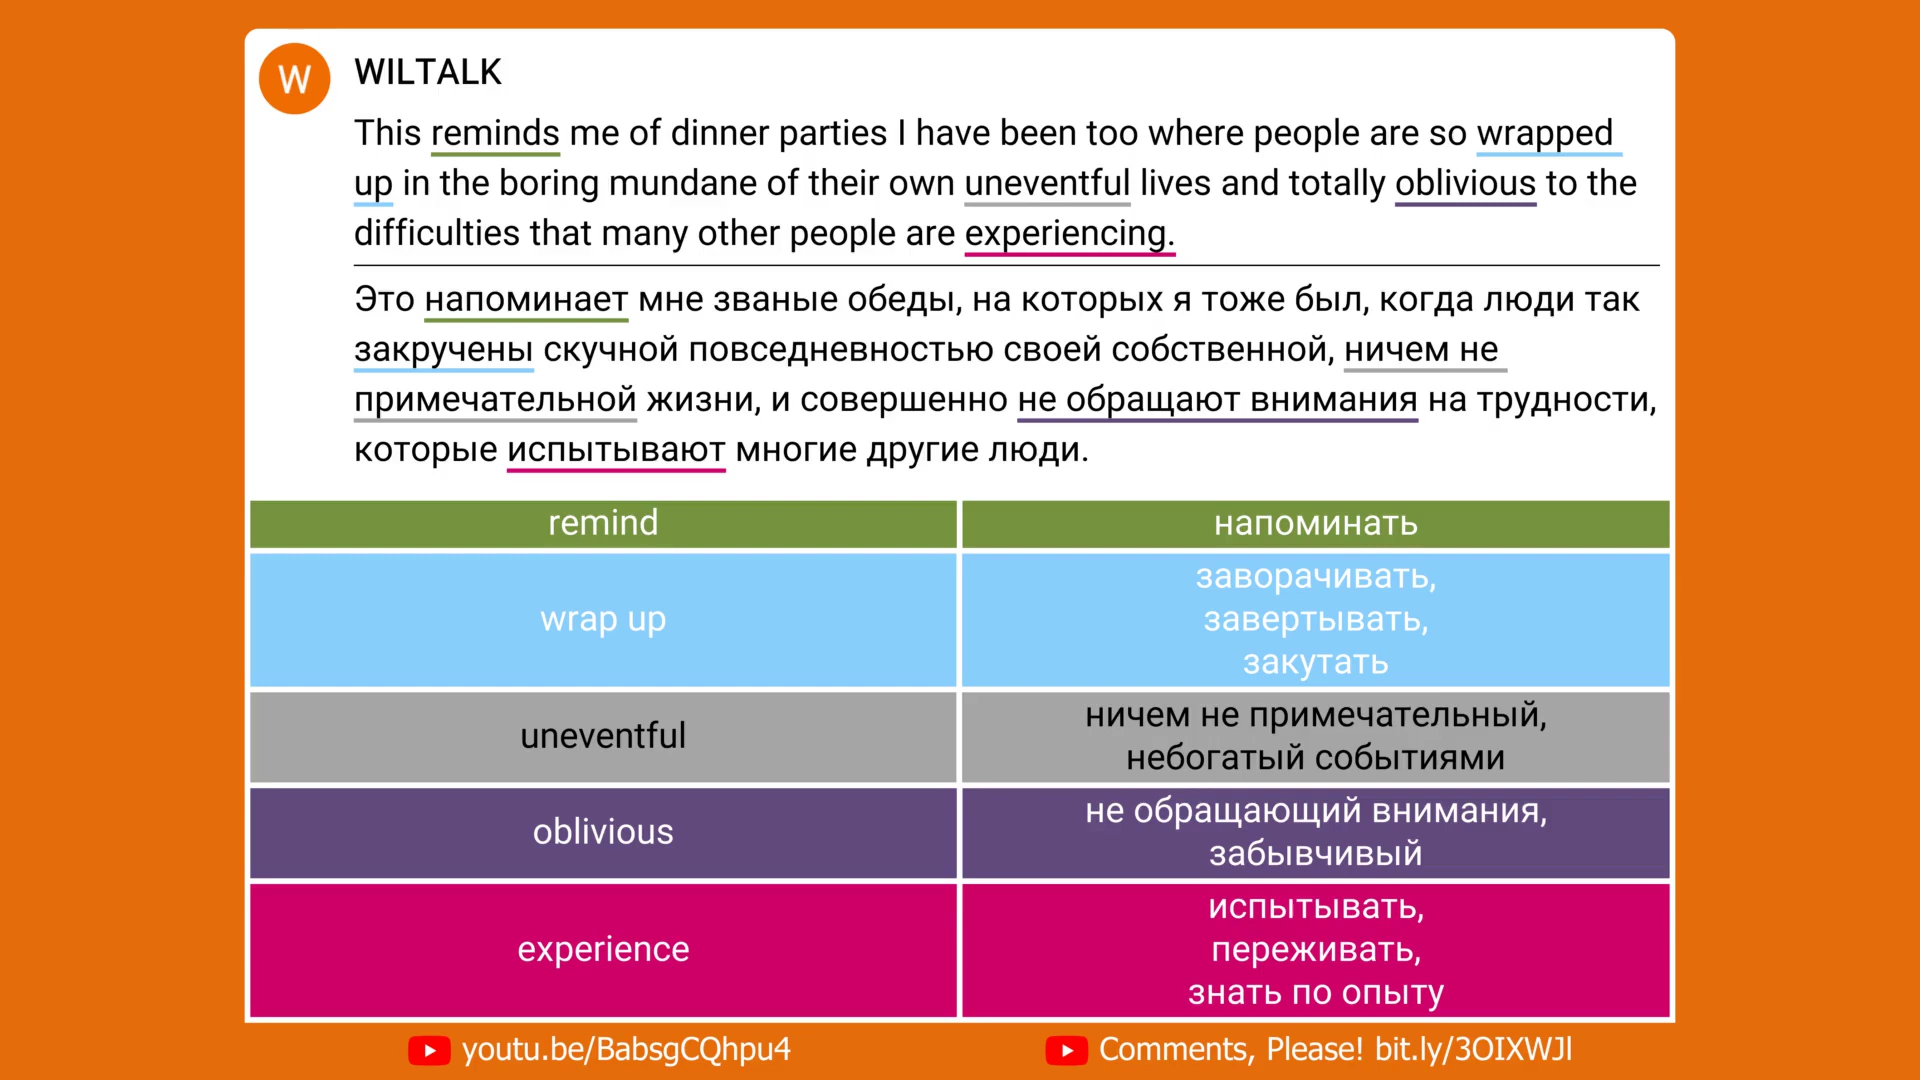 W
WILTALK
This reminds me of dinner parties I have been too where people are so wrapped
up in the boring mundane of their own uneventful lives and totally oblivious to the
difficulties that many other people are experiencing.
Это напоминает мне званые обеды, на которых я тоже был, когда люди так
закручены скучной повседневностью своей собственной, ничем не
примечательной жизни, и совершенно не обращают внимания на трудности,
которые испытывают многие другие люди.
remind
напоминать
wrap up
заворачивать,
завертывать,
закутать
uneventful
ничем не примечательный,
небогатый событиями
oblivious
не обращающий внимания,
забывчивый
experience
испытывать,
переживать,
знать по опыту
youtu.be/BabsgCQhpu4
Comments, Please! bit.ly/3OIXWJl